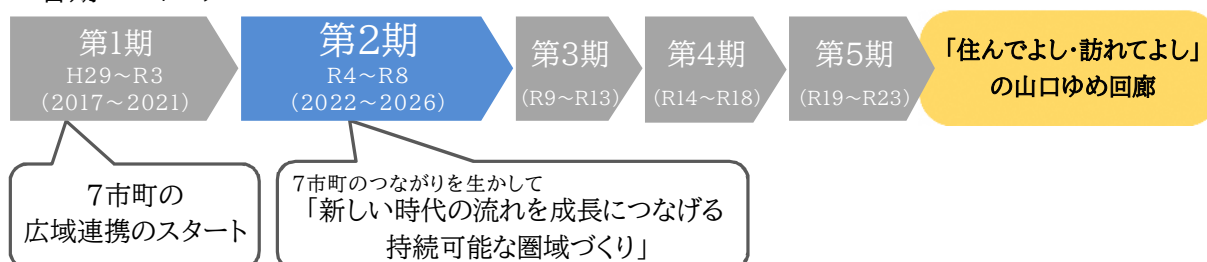 第1期
H29～R3
(2017～2021)
第2期
R4～R8
(2022～2026)
第3期
(R9～R13)
第4期
(R14～R18)
第5期
(R19～R23)
「住んでよし・訪れてよし」
の山口ゆめ回廊
7市町の
広域連携のスタート
7市町のつながりを生かして
「新しい時代の流れを成長につなげる
持続可能な圏域づくり」